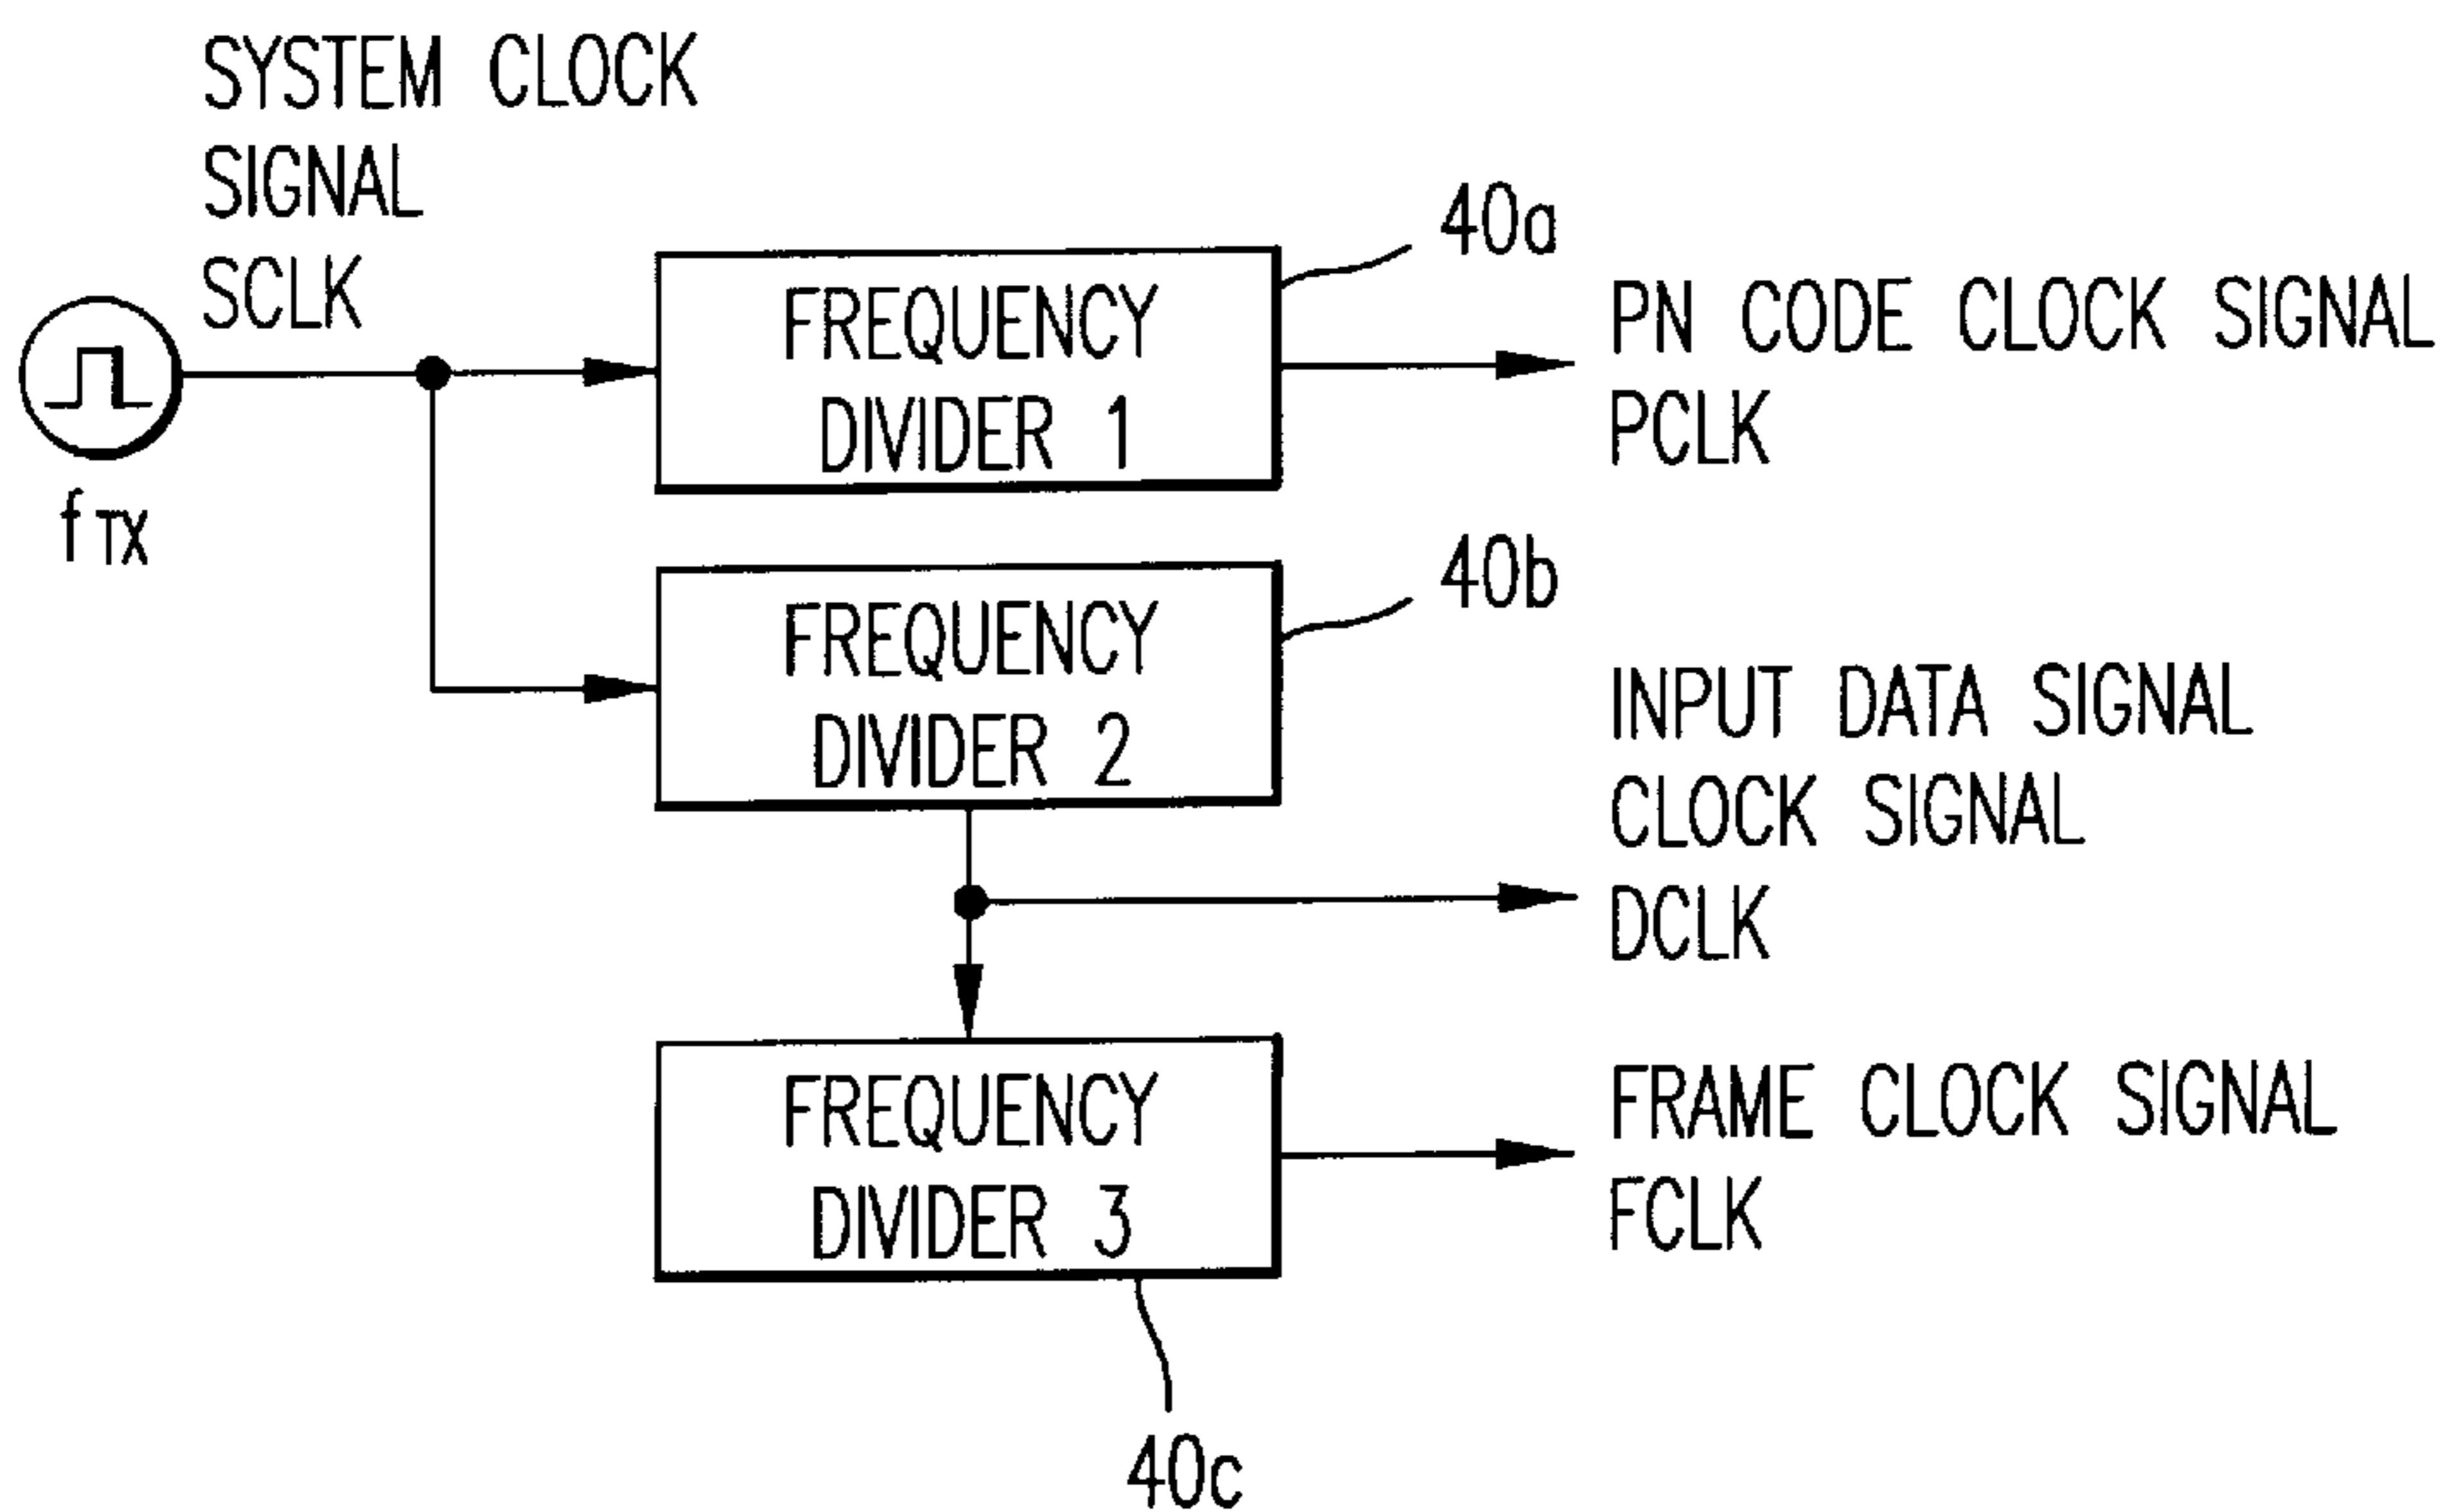 SYSTEM CLOCK
SIGNAL
SCLK
fTX
FREQUENCY
DIVIDER 1
40a
PN CODE CLOCK SIGNAL
PCLK
FREQUENCY
DIVIDER 2
40b
INPUT DATA SIGNAL
CLOCK SIGNAL
DCLK
FREQUENCY
DIVIDER 3
40c
FRAME CLOCK SIGNAL
FCLK